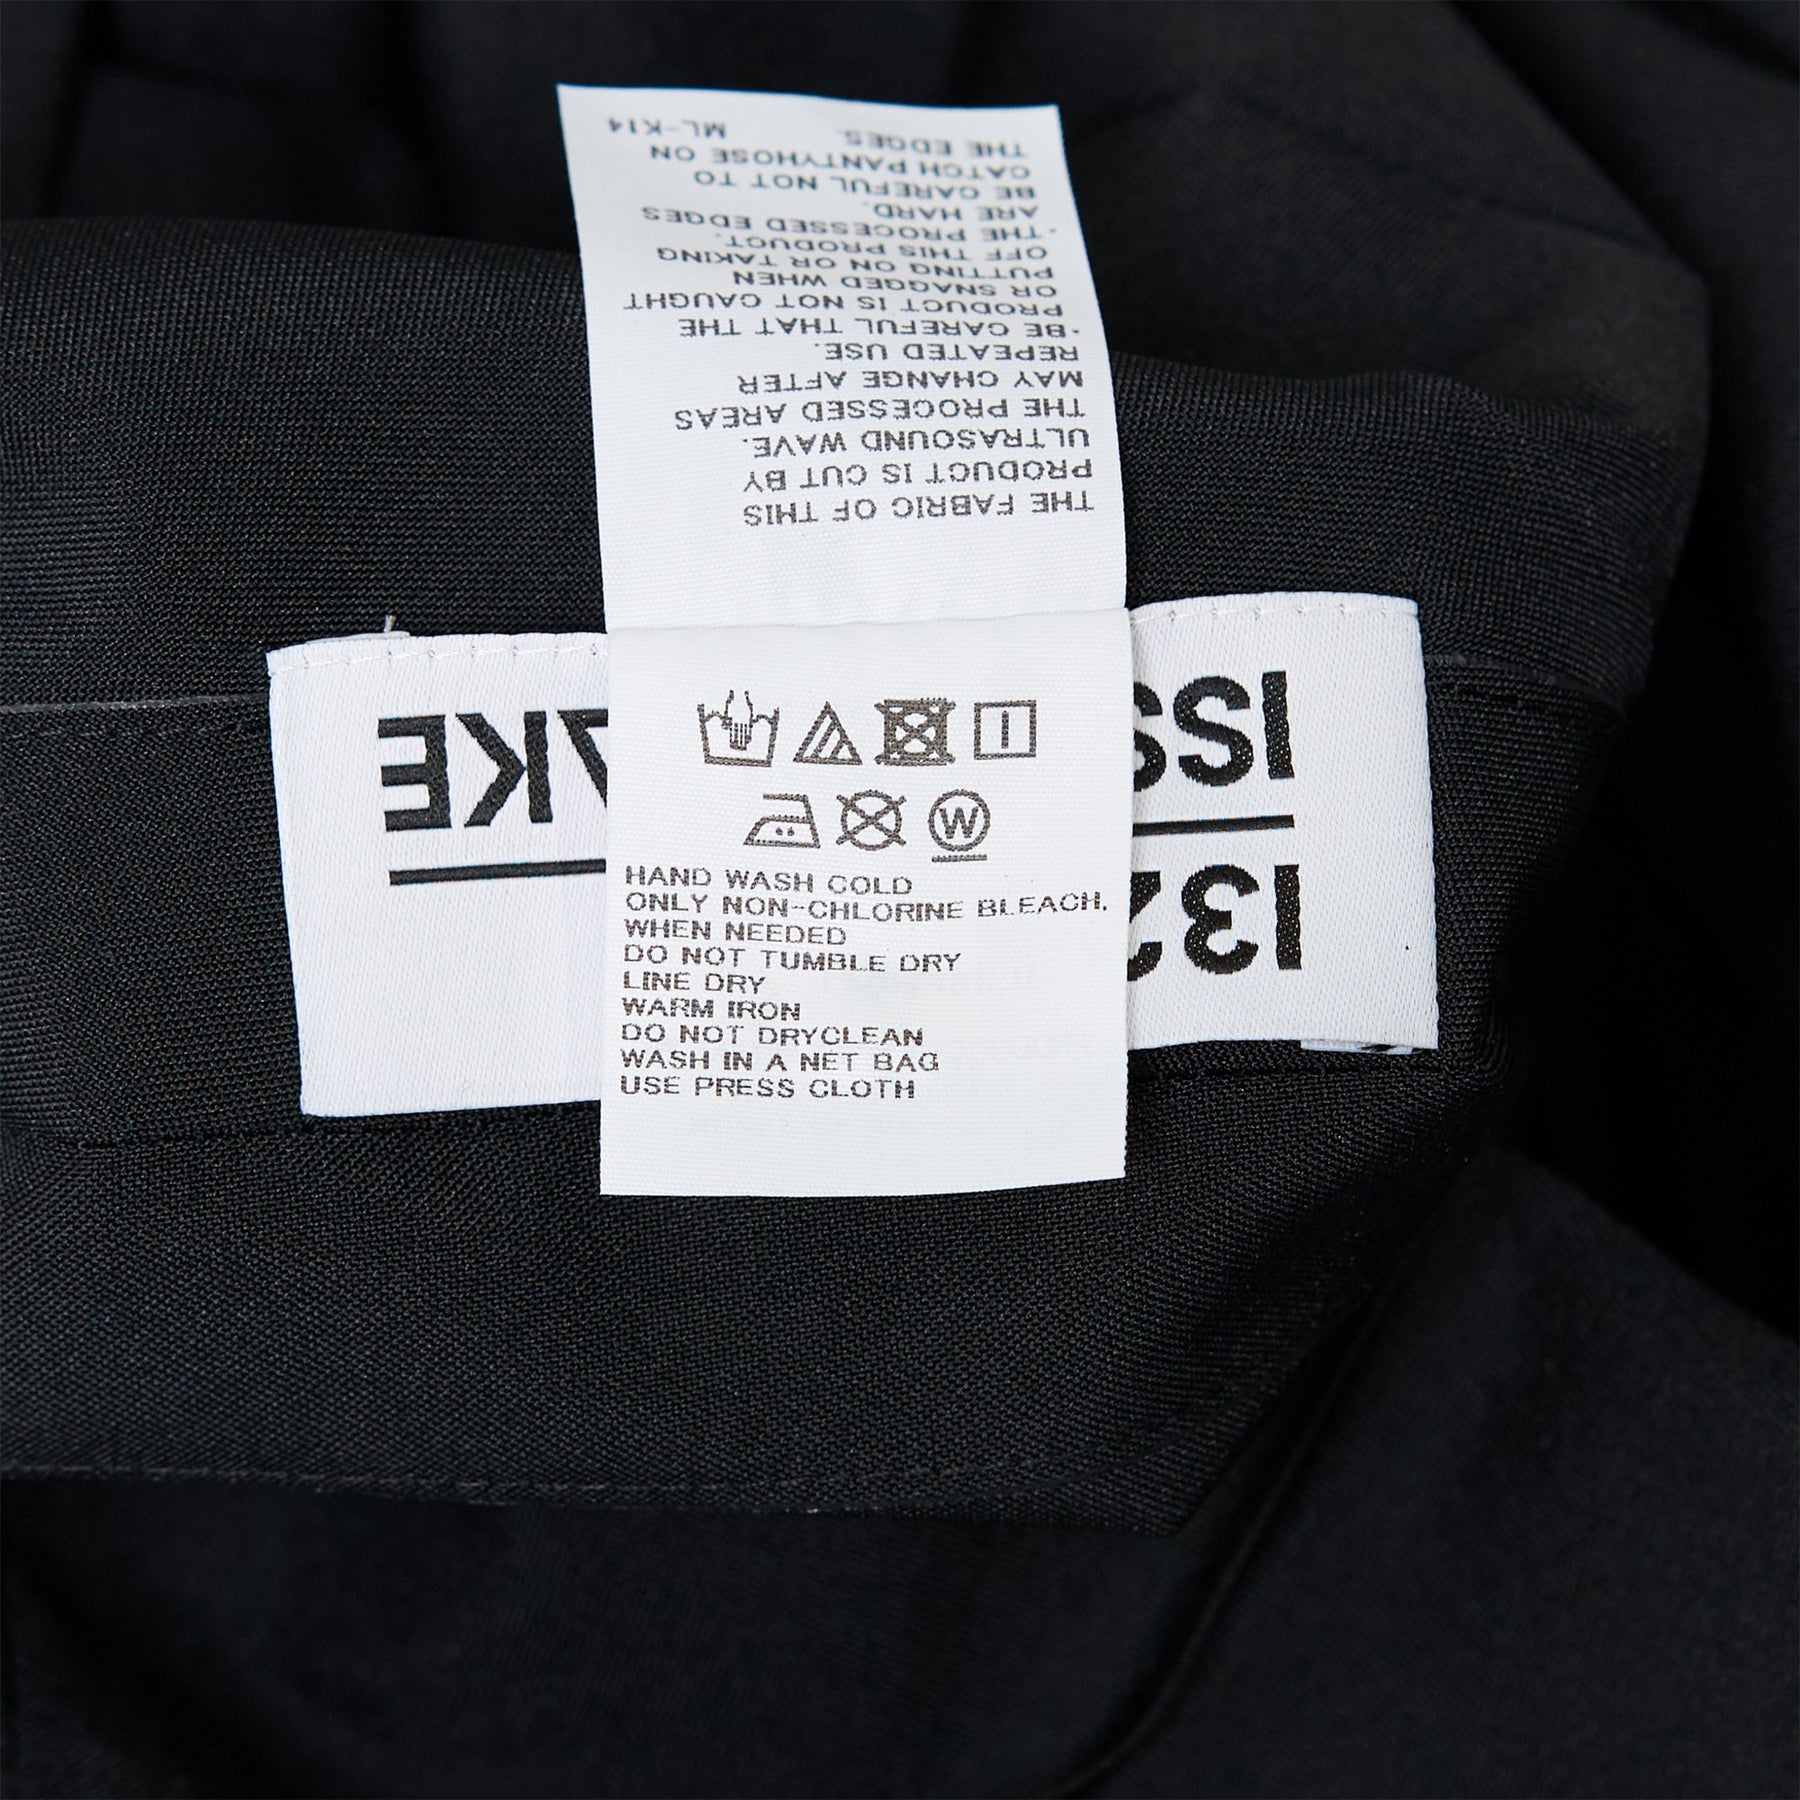 THE FABRIC OF THIS
PRODUCT IS CUT BY
ULTRASOUND WAVE.
THE PROCESSED AREAS
MAY CHANGE AFTER
REPEATED USE.
·BE CAREFUL THAT THE
PRODUCT IS NOT CAUGHT
OR SNAGGED WHEN
PUTTING ON OR TAKING
OFF THIS PRODUCT.
·THE PROCESSED EDGES
ARE HARD.
BE CAREFUL NOT TO
CATCH PANTYHOSE ON
THE EDGES.
ML-K14
W
HAND WASH COLD
ONLY NON-CHLORINE BLEACH.
WHEN NEEDED
DO NOT TUMBLE DRY
LINE DRY
WARM IRON
DO NOT DRYCLEAN
WASH IN A NET BAG
USE PRESS CLOTH
132
ISS KE